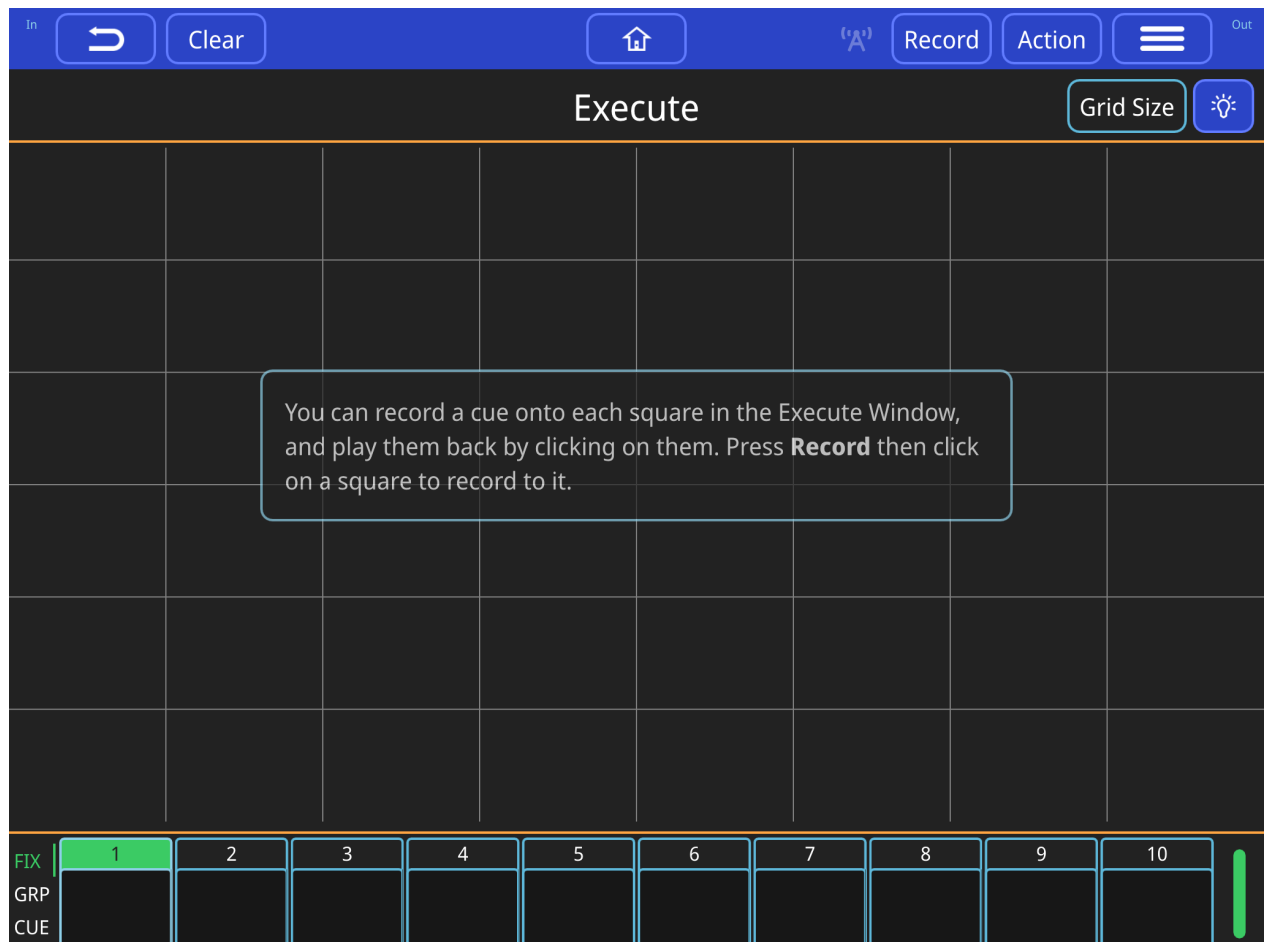 In
Clear
Record
Action
Out
Execute
Grid Size
You can record a cue onto each square in the Execute Window,
and play them back by clicking on them. Press Record then click
on a square to record to it.
FIX
1
2
3
4
5
6
7
8
9
10
GRP
CUE